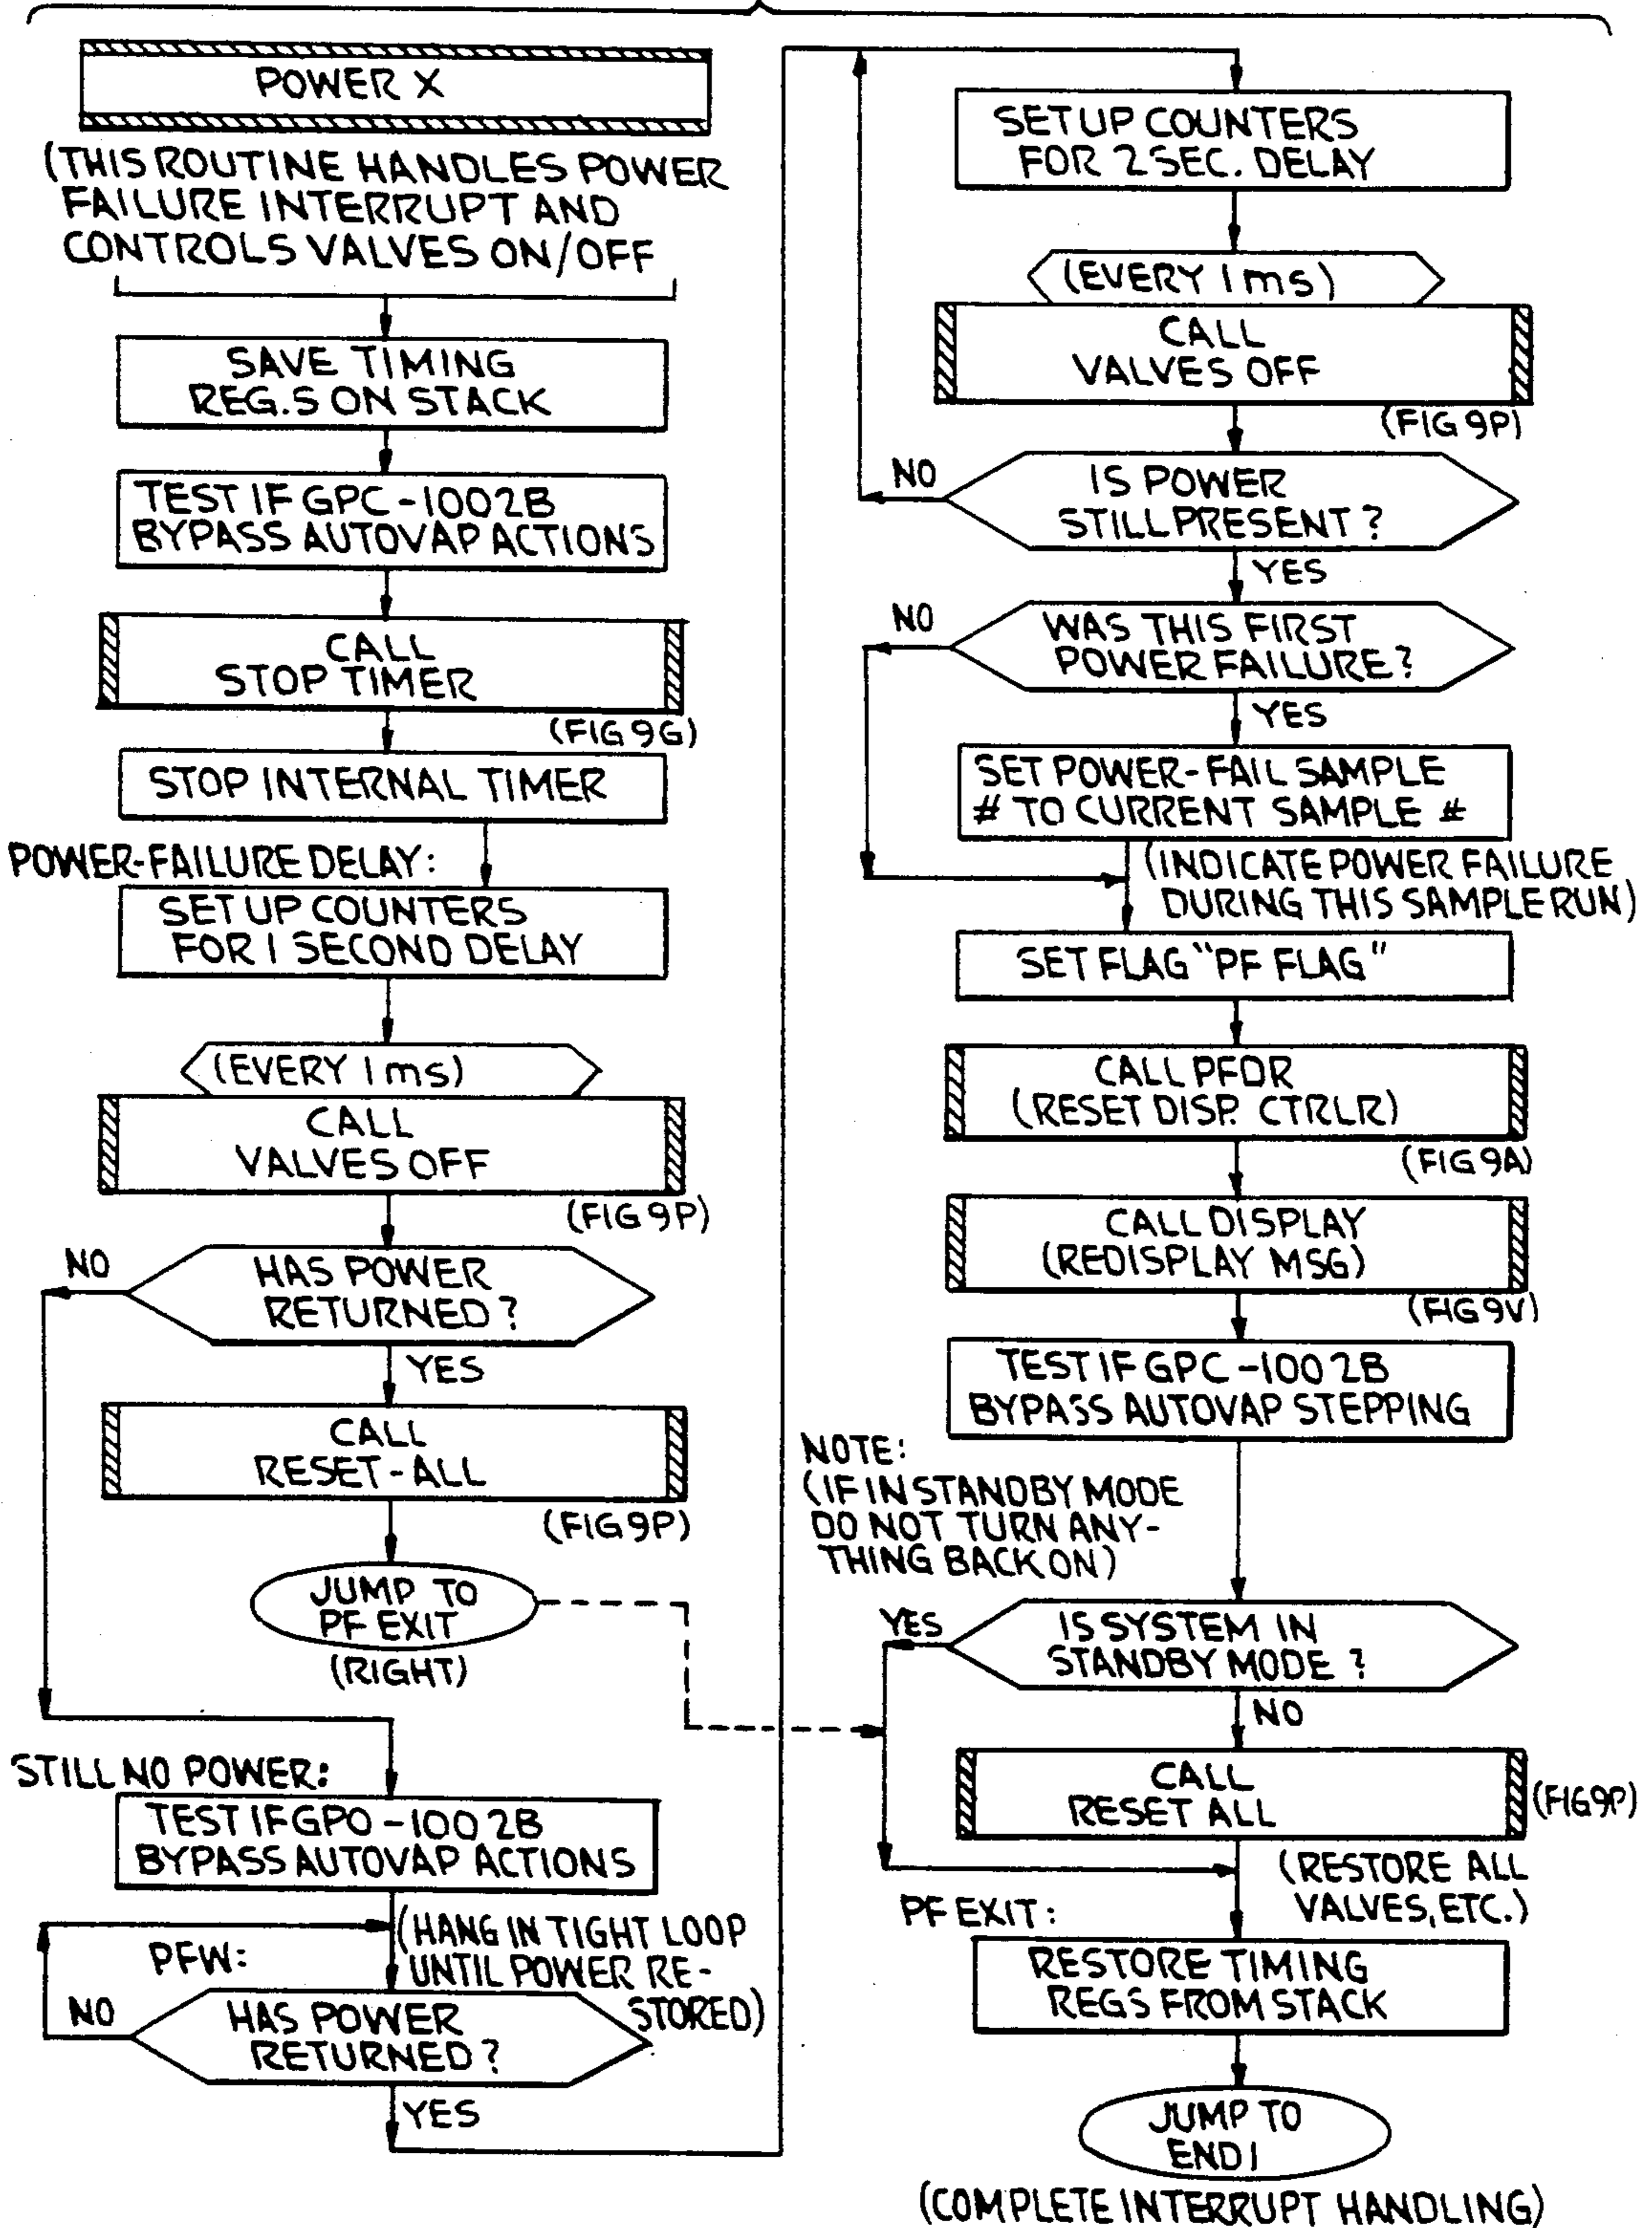 POWER X
(THIS ROUTINE HANDLES POWER
FAILURE INTERRUPT AND
CONTROLS VALVES ON/OFF
SAVE TIMING
REG.S ON STACK
TEST IF GPC-1002B
BYPASS AUTOVAP ACTIONS
CALL
STOP TIMER
(FIG 9G)
STOP INTERNAL TIMER
POWER-FAILURE DELAY:
SET UP COUNTERS
FOR 1 SECOND DELAY
(EVERY 1 ms)
CALL
VALVES OFF
(FIG 9P)
HAS POWER
RETURNED?
NO
YES
CALL
RESET-ALL
(FIG 9P)
JUMP TO
PF EXIT
(RIGHT)
STILL NO POWER:
TEST IF GPO-1002B
BYPASS AUTOVAP ACTIONS
(HANG IN TIGHT LOOP
UNTIL POWER RE-
STORED)
PFW:
HAS POWER
RETURNED?
NO
YES
SET UP COUNTERS
FOR 2 SEC. DELAY
(EVERY 1 ms)
CALL
VALVES OFF
(FIG 9P)
IS POWER
STILL PRESENT?
NO
YES
WAS THIS FIRST
POWER FAILURE?
NO
YES
SET POWER-FAIL SAMPLE
# TO CURRENT SAMPLE #
(INDICATE POWER FAILURE
DURING THIS SAMPLE RUN)
SET FLAG "PF FLAG"
CALL PFDR
(RESET DISP. CTRLR)
(FIG 9A)
CALL DISPLAY
(REDISPLAY MSG)
(FIG 9V)
TEST IF GPC-1002B
BYPASS AUTOVAP STEPPING
NOTE:
(IF IN STANDBY MODE
DO NOT TURN ANY-
THING BACK ON)
IS SYSTEM IN
STANDBY MODE?
YES
NO
CALL
RESET ALL
(FIG 9P)
(RESTORE ALL
VALVES, ETC.)
PF EXIT:
RESTORE TIMING
REGS FROM STACK
JUMP TO
END1
(COMPLETE INTERRUPT HANDLING)